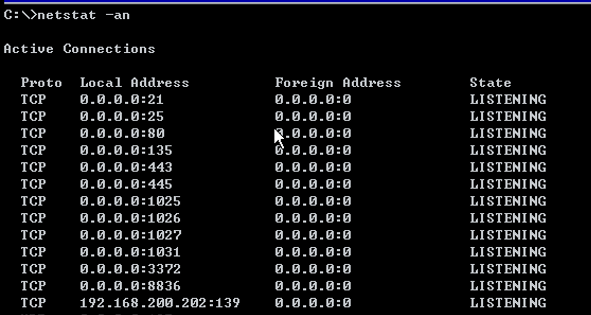 C:\>netstat -an
Active Connections
Proto Local Address Foreign Address State
TCP 0.0.0.0:21 0.0.0.0:0 LISTENING
TCP 0.0.0.0:25 0.0.0.0:0 LISTENING
TCP 0.0.0.0:80 0.0.0.0:0 LISTENING
TCP 0.0.0.0:135 0.0.0.0:0 LISTENING
TCP 0.0.0.0:443 0.0.0.0:0 LISTENING
TCP 0.0.0.0:445 0.0.0.0:0 LISTENING
TCP 0.0.0.0:1025 0.0.0.0:0 LISTENING
TCP 0.0.0.0:1026 0.0.0.0:0 LISTENING
TCP 0.0.0.0:1027 0.0.0.0:0 LISTENING
TCP 0.0.0.0:1031 0.0.0.0:0 LISTENING
TCP 0.0.0.0:3372 0.0.0.0:0 LISTENING
TCP 0.0.0.0:8836 0.0.0.0:0 LISTENING
TCP 192.168.200.202:139 0.0.0.0:0 LISTENING